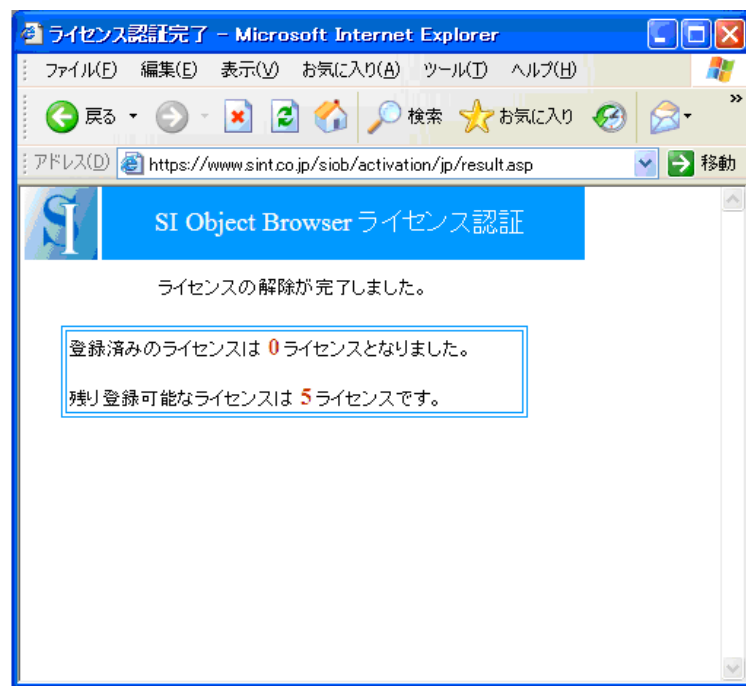 ライセンス認証完了 - Microsoft Internet Explorer
ファイル(F) 編集(E) 表示(V) お気に入り(A) ツール(T) ヘルプ(H)
戻る 検索 お気に入り »
アドレス(D) https://www.sint.co.jp/siob/activation/jp/result.asp 移動
SI SI Object Browser ライセンス認証
ライセンスの解除が完了しました。
登録済みのライセンスは 0 ライセンスとなりました。
残り登録可能なライセンスは 5 ライセンスです。